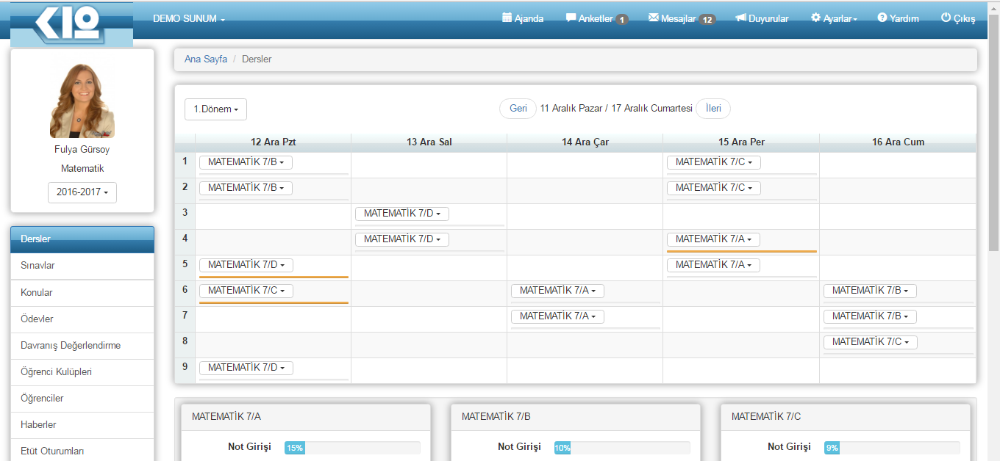 K12
DEMO SUNUM
Ajanda
Anketler 1
Mesajlar 12
Duyurular
Ayarlar
Yardım
Çıkış
Fulya Gürsoy
Matematik
2016-2017
Dersler
Sınavlar
Konular
Ödevler
Davranış Değerlendirme
Öğrenci Kulüpleri
Öğrenciler
Haberler
Etüt Oturumları
Ana Sayfa / Dersler
1.Dönem
Geri 11 Aralık Pazar / 17 Aralık Cumartesi İleri
12 Ara Pzt 13 Ara Sal 14 Ara Çar 15 Ara Per 16 Ara Cum
1 MATEMATİK 7/B MATEMATİK 7/C
2 MATEMATİK 7/B MATEMATİK 7/C
3 MATEMATİK 7/D
4 MATEMATİK 7/D MATEMATİK 7/A
5 MATEMATİK 7/D MATEMATİK 7/A
6 MATEMATİK 7/C MATEMATİK 7/A MATEMATİK 7/B
7 MATEMATİK 7/A MATEMATİK 7/B
8 MATEMATİK 7/C
9 MATEMATİK 7/D
MATEMATİK 7/A
Not Girişi 15%
MATEMATİK 7/B
Not Girişi 10%
MATEMATİK 7/C
Not Girişi 9%